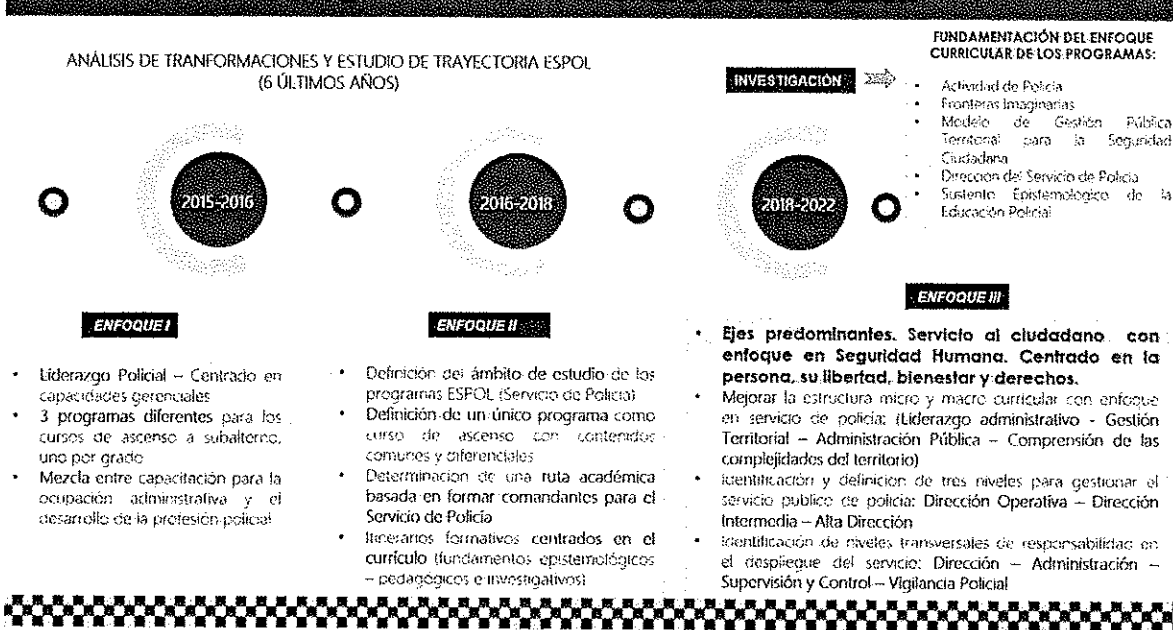 ANÁLISIS DE TRANFORMACIONES Y ESTUDIO DE TRAYECTORIA ESPOL
(6 ÚLTIMOS AÑOS)
INVESTIGACIÓN
FUNDAMENTACIÓN DEL ENFOQUE
CURRICULAR DE LOS PROGRAMAS:
• Actividad de Policía
• Fronteras Imaginarias
• Modelo de Gestión Pública
Territorial para la Seguridad
Ciudadana
• Dirección del Servicio de Policía
• Sustento Epistemológico de la
Educación Policial
2015-2016
2016-2018
2018-2022
ENFOQUE I
• Liderazgo Policial – Centrado en
capacidades gerenciales
• 3 programas diferentes para los
cursos de ascenso a subalterno,
uno por grado
• Mezcla entre capacitación para la
ocupación administrativa y el
desarrollo de la profesión policial
ENFOQUE II
• Definición del ámbito de estudio de los
programas ESPOL (Servicio de Policía)
• Definición de un único programa como
curso de ascenso con contenidos
comunes y diferenciales
• Determinación de una ruta académica
basada en formar comandantes para el
Servicio de Policía
• Itinerarios formativos centrados en el
currículo (fundamentos epistemológicos
– pedagógicos e investigativos)
ENFOQUE III
• Ejes predominantes. Servicio al ciudadano con
enfoque en Seguridad Humana. Centrado en la
persona, su libertad, bienestar y derechos.
• Mejorar la estructura micro y macro curricular con enfoque
en servicio de policía: (Liderazgo administrativo - Gestión
Territorial – Administración Pública – Comprensión de las
complejidades del territorio)
• Identificación y definición de tres niveles para gestionar el
servicio público de policía: Dirección Operativa – Dirección
Intermedia – Alta Dirección
• Identificación de niveles transversales de responsabilidad en
el despliegue del servicio: Dirección – Administración –
Supervisión y Control – Vigilancia Policial